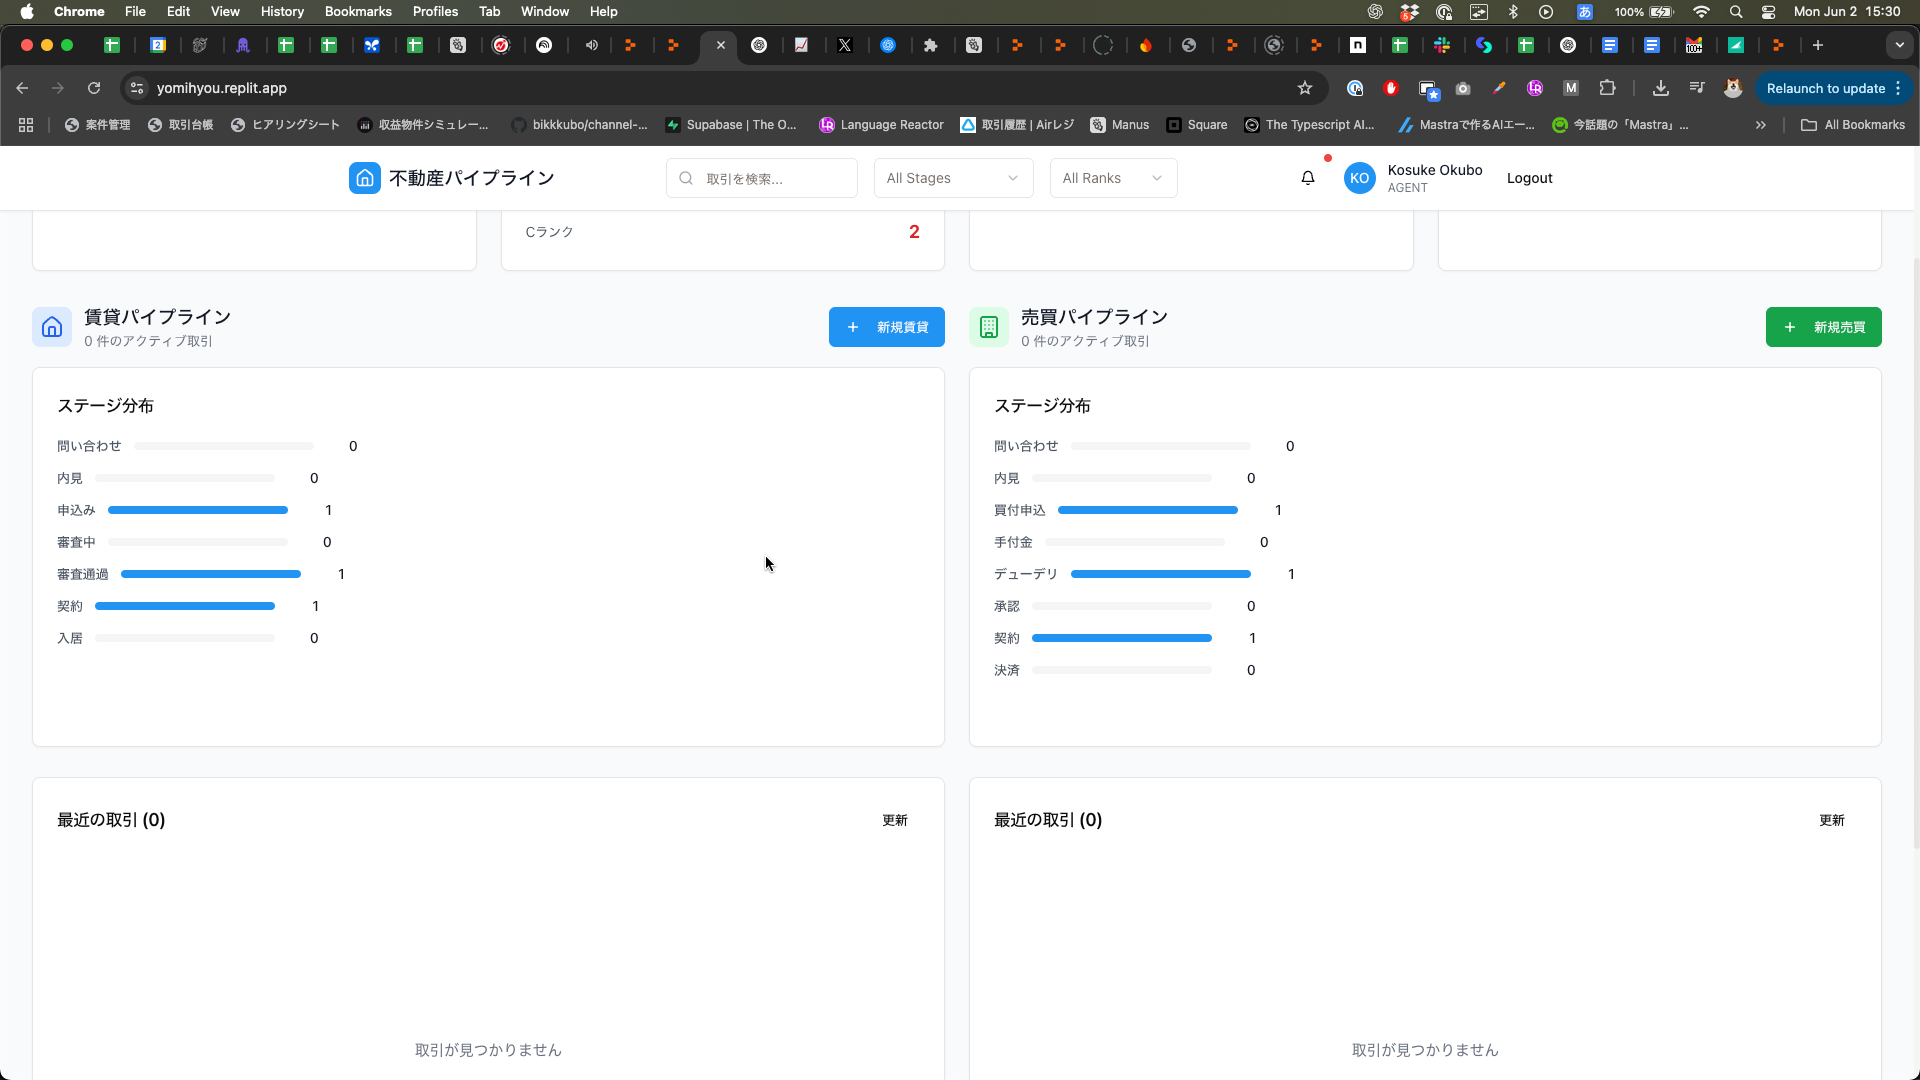 Chrome File Edit View History Bookmarks Profiles Tab Window Help 5 あ 100% Mon Jun 2 15:30
yomihyou.replit.app Relaunch to update
案件管理 取引台帳 ヒアリングシート 収益物件シミュレー... bikkkubo/channel-... Supabase | The O... LR Language Reactor 取引履歴 | Airレジ Manus Square The Typescript AI... Mastraで作るAIエー... 今話題の「Mastra」... » All Bookmarks
不動産パイプライン 取引を検索... All Stages All Ranks KO Kosuke Okubo Logout
AGENT
Cランク 2
賃貸パイプライン
0 件のアクティブ取引
+ 新規賃貸
売買パイプライン
0 件のアクティブ取引
+ 新規売買
ステージ分布
問い合わせ 0
内見 0
申込み 1
審査中 0
審査通過 1
契約 1
入居 0
ステージ分布
問い合わせ 0
内見 0
買付申込 1
手付金 0
デューデリ 1
承認 0
契約 1
決済 0
最近の取引 (0) 更新
取引が見つかりません
最近の取引 (0) 更新
取引が見つかりません